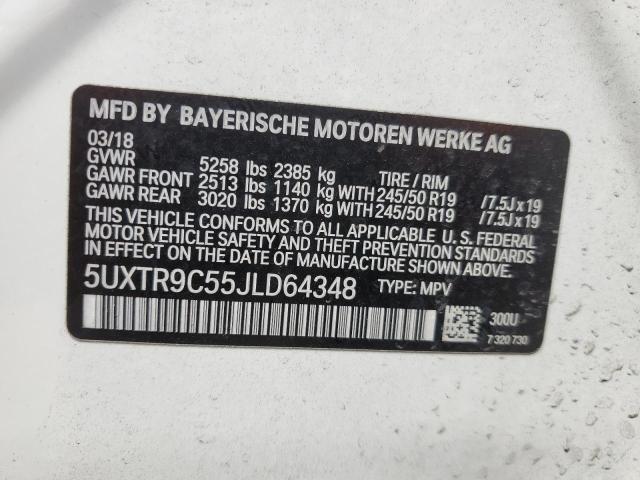 MFD BY BAYERISCHE MOTOREN WERKE AG
03/18
GVWR 5258 lbs 2385 kg TIRE / RIM
GAWR FRONT 2513 lbs 1140 kg WITH 245/50 R19 /7.5J x 19
GAWR REAR 3020 lbs 1370 kg WITH 245/50 R19 /7.5J x 19
THIS VEHICLE CONFORMS TO ALL APPLICABLE U. S. FEDERAL
MOTOR VEHICLE SAFETY AND THEFT PREVENTION STANDARDS
IN EFFECT ON THE DATE OF MANUFACTURE SHOWN ABOVE.
5UXTR9C55JLD64348 TYPE: MPV
300U
7 320 730